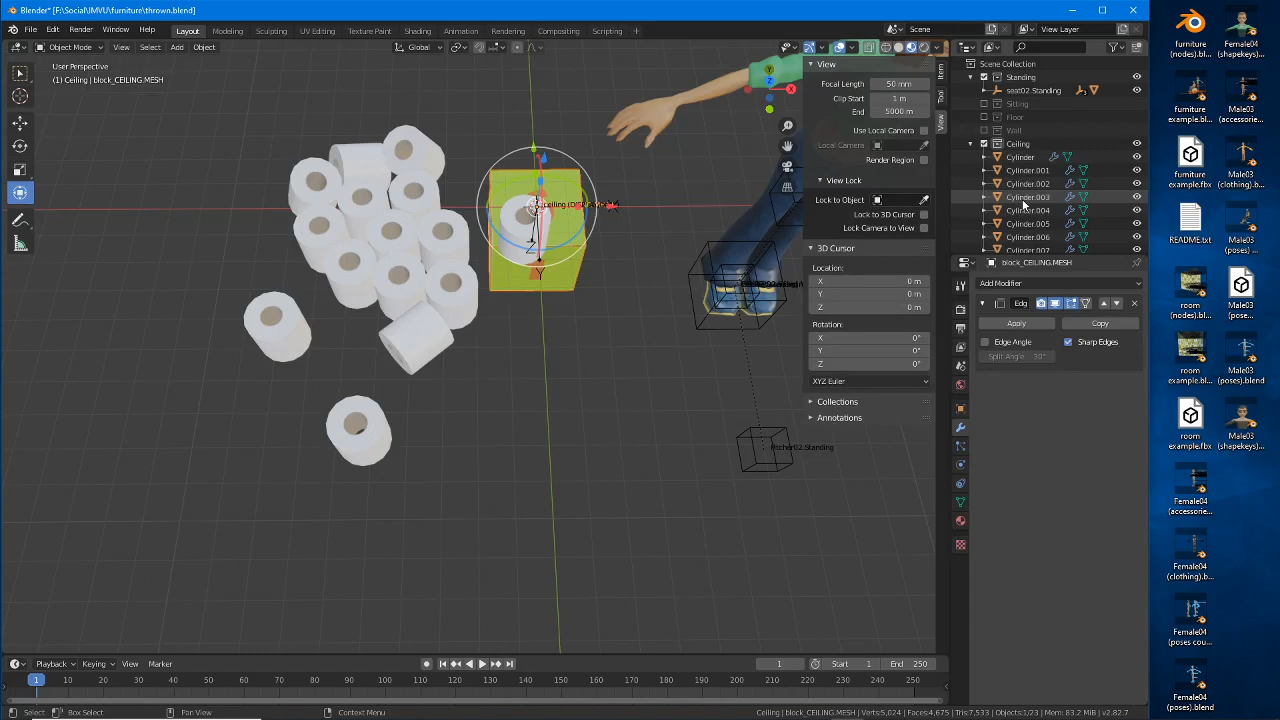 Blender* [F:\Social\IMVU\furniture\thrown.blend]
File Edit Render Window Help Layout Modeling Sculpting UV Editing Texture Paint Shading Animation Rendering Compositing Scripting + Scene View Layer
Object Mode View Select Add Object Global
User Perspective
(1) Ceiling | block_CEILING.MESH
View
Focal Length 50 mm
Clip Start 1 m
End 5000 m
Use Local Camera
Local Camera
Render Region
View Lock
Lock to Object
Lock to 3D Cursor
Lock Camera to View
3D Cursor
Location:
X 0 m
Y 0 m
Z 0 m
Rotation:
X 0°
Y 0°
Z 0°
XYZ Euler
Collections
Annotations
Item
Tool
View
Z
Y
X
Z
Y
Scene Collection
Standing
seat02.Standing 3
Sitting
Floor
Wall
Ceiling
Cylinder
Cylinder.001
Cylinder.002
Cylinder.003
Cylinder.004
Cylinder.005
Cylinder.006
Cylinder.007
block_CEILING.MESH
Add Modifier
Edg
Apply Copy
Edge Angle Sharp Edges
Split Angle 30°
Playback Keying View Marker 1 Start 1 End 250
1 10 20 30 40 50 60 70 80 90 100 110 120 130 140 150 160 170 180 190 200 210 220 230 240 250
Select Box Select Pan View Context Menu Ceiling | block_CEILING.MESH | Verts:5,024 | Faces:4,675 | Tris:7,533 | Objects:1/23 | Mem: 83.2 MiB | v2.82.7
furniture
(nodes).bl...
Female04
(shapekeys)...
furniture
example.bl...
Male03
(accessorie...
furniture
example.fbx
Male03
(clothing).b...
README.txt
Male03
(pose) ...
room
(nodes).bl...
Male03
(pose) ...
room
example.bl...
Male03
(poses).blend
room
example.fbx
Male03
(shapekeys)...
Female04
(accessorie...
Female04
(clothing).b...
Female04
(poses cou...
Female04
(poses).blend